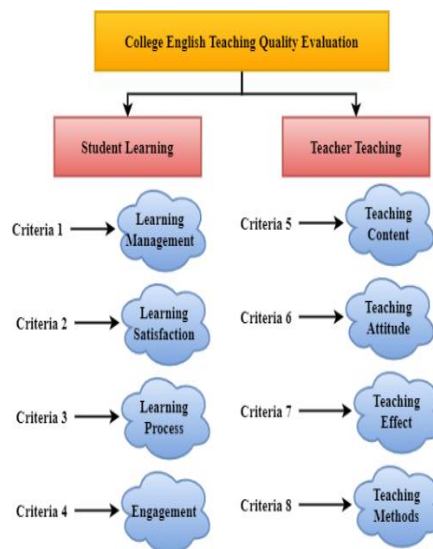 College English Teaching Quality Evaluation
Student Learning
Teacher Teaching
Criteria 1
Learning
Management
Criteria 5
Teaching
Content
Criteria 2
Learning
Satisfaction
Criteria 6
Teaching
Attitude
Criteria 3
Learning
Process
Criteria 7
Teaching
Effect
Criteria 4
Engagement
Criteria 8
Teaching
Methods